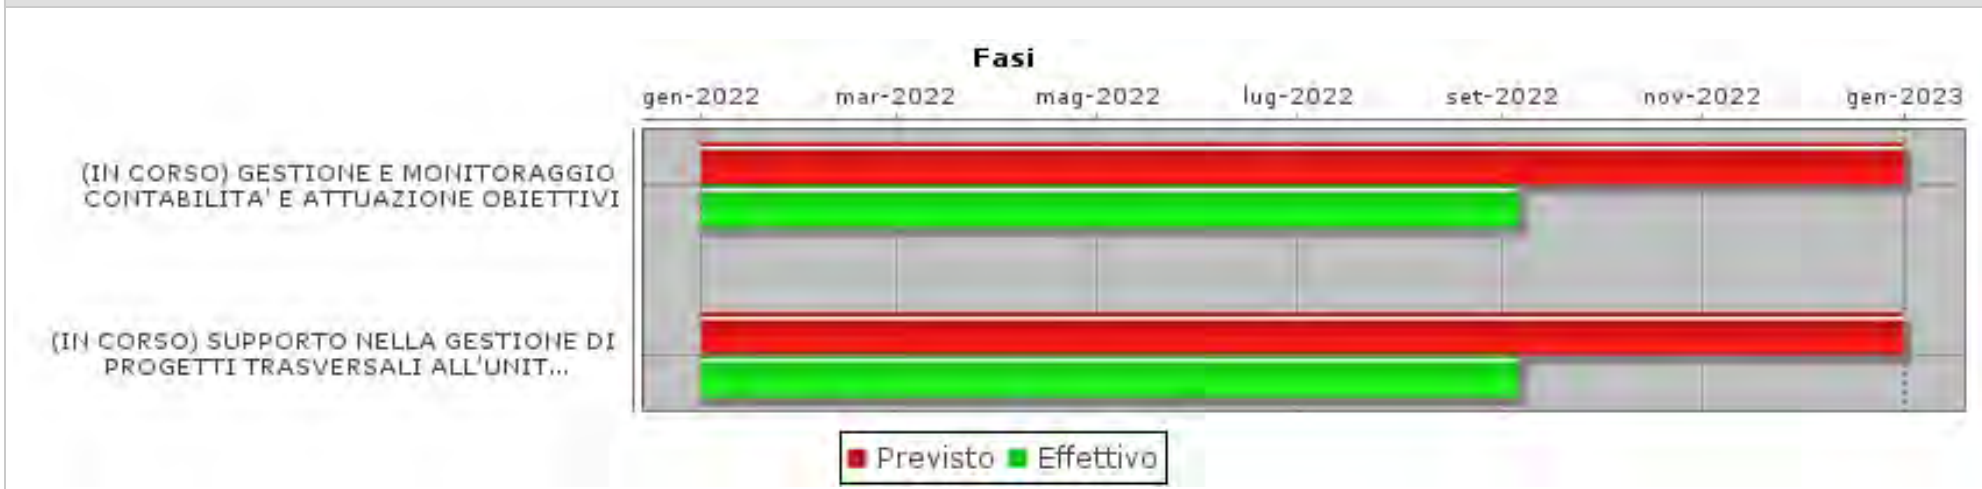 Fasi
gen-2022 mar-2022 mag-2022 lug-2022 set-2022 nov-2022 gen-2023
(IN CORSO) GESTIONE E MONITORAGGIO
CONTABILITA' E ATTUAZIONE OBIETTIVI
(IN CORSO) SUPPORTO NELLA GESTIONE DI
PROGETTI TRASVERSALI ALL'UNIT...
Previsto Effettivo